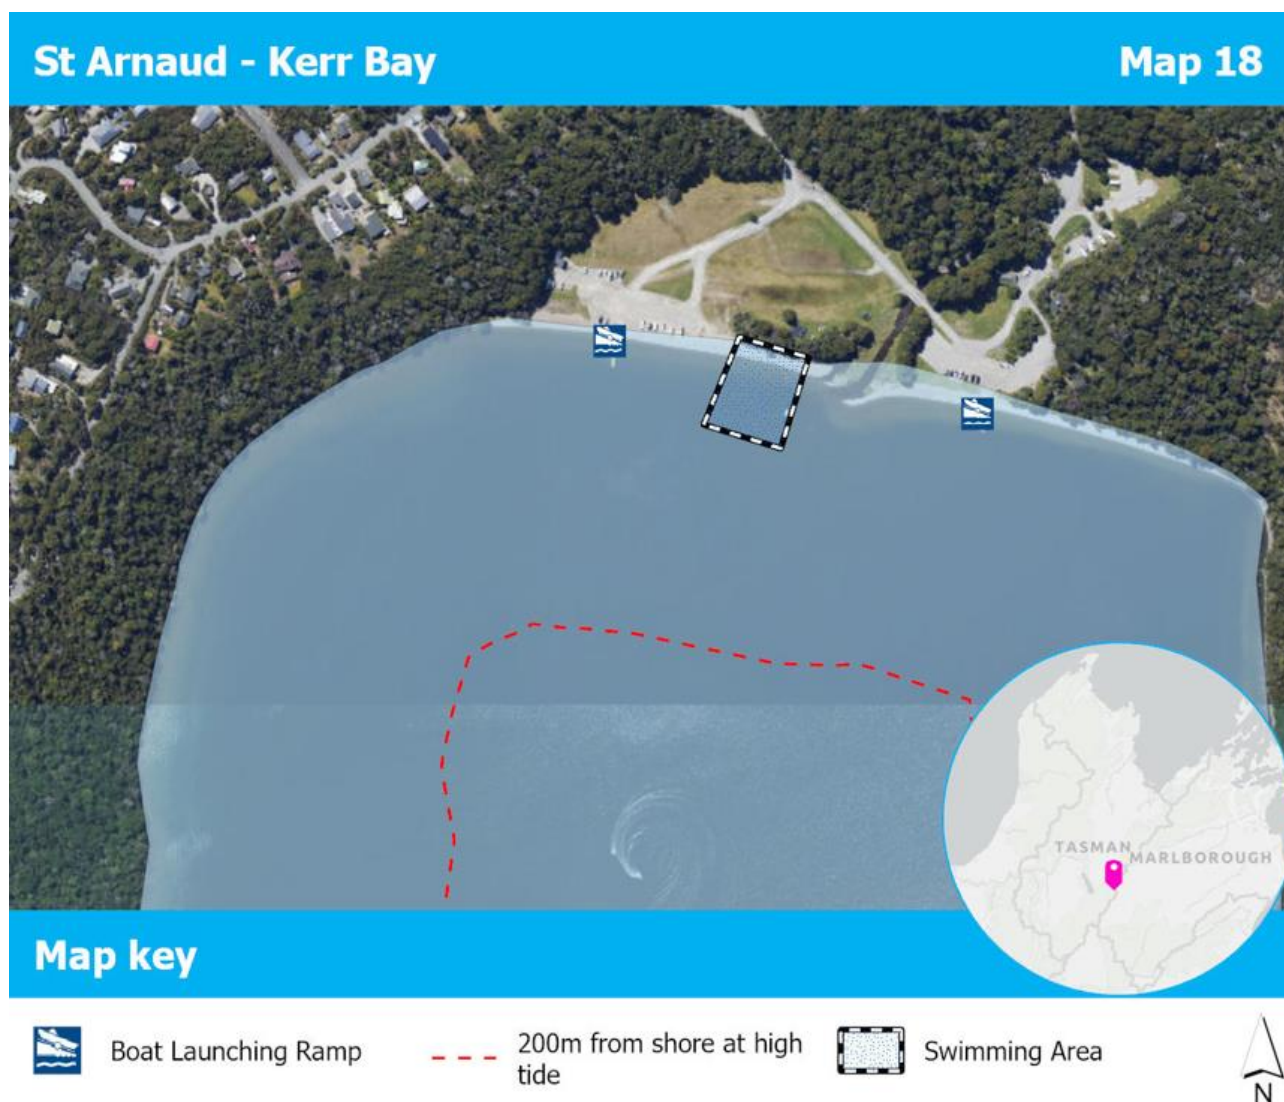 St Arnaud - Kerr Bay
Map 18
TASMAN
MARLBOROUGH
Map key
Boat Launching Ramp
200m from shore at high
tide
Swimming Area
N